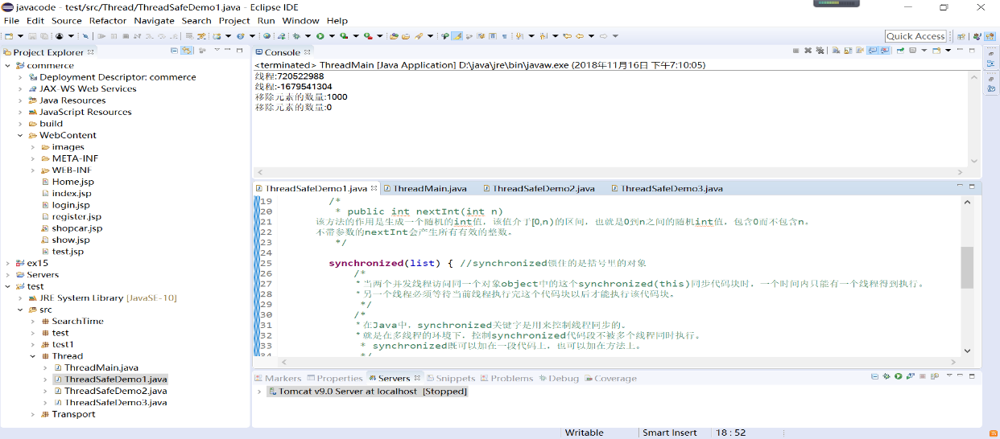 javacode - test/src/Thread/ThreadSafeDemo1.java - Eclipse IDE
File Edit Source Refactor Navigate Search Project Run Window Help
Quick Access
Project Explorer
commerce
Deployment Descriptor: commerce
JAX-WS Web Services
Java Resources
JavaScript Resources
build
WebContent
images
META-INF
WEB-INF
Home.jsp
index.jsp
login.jsp
register.jsp
shopcar.jsp
show.jsp
test.jsp
ex15
Servers
test
JRE System Library [JavaSE-10]
src
SearchTime
test
test1
Thread
ThreadMain.java
ThreadSafeDemo1.java
ThreadSafeDemo2.java
ThreadSafeDemo3.java
Transport
Console
<terminated> ThreadMain [Java Application] D:\java\jre\bin\javaw.exe (2018年11月16日 下午7:10:05)
线程:720522988
线程:-1679541304
移除元素的数量:1000
移除元素的数量:0
ThreadSafeDemo1.java ThreadMain.java ThreadSafeDemo2.java ThreadSafeDemo3.java
19 /*
20 * public int nextInt(int n)
21 该方法的作用是生成一个随机的int值，该值介于[0,n)的区间，也就是0到n之间的随机int值，包含0而不包含n。
22 不带参数的nextInt会产生所有有效的整数。
23 */
24
25 synchronized(list) { //synchronized锁住的是括号里的对象
26 /*
27 *当两个并发线程访问同一个对象object中的这个synchronized(this)同步代码块时，一个时间内只能有一个线程得到执行。
28 *另一个线程必须等待当前线程执行完这个代码块以后才能执行该代码块。
29 */
30 /*
31 *在Java中，synchronized关键字是用来控制线程同步的。
32 *就是在多线程的环境下，控制synchronized代码段不被多个线程同时执行。
33 * synchronized既可以加在一段代码上，也可以加在方法上。
34 */
Markers Properties Servers Snippets Problems Debug Coverage
Tomcat v9.0 Server at localhost [Stopped]
Writable Smart Insert 18 : 52